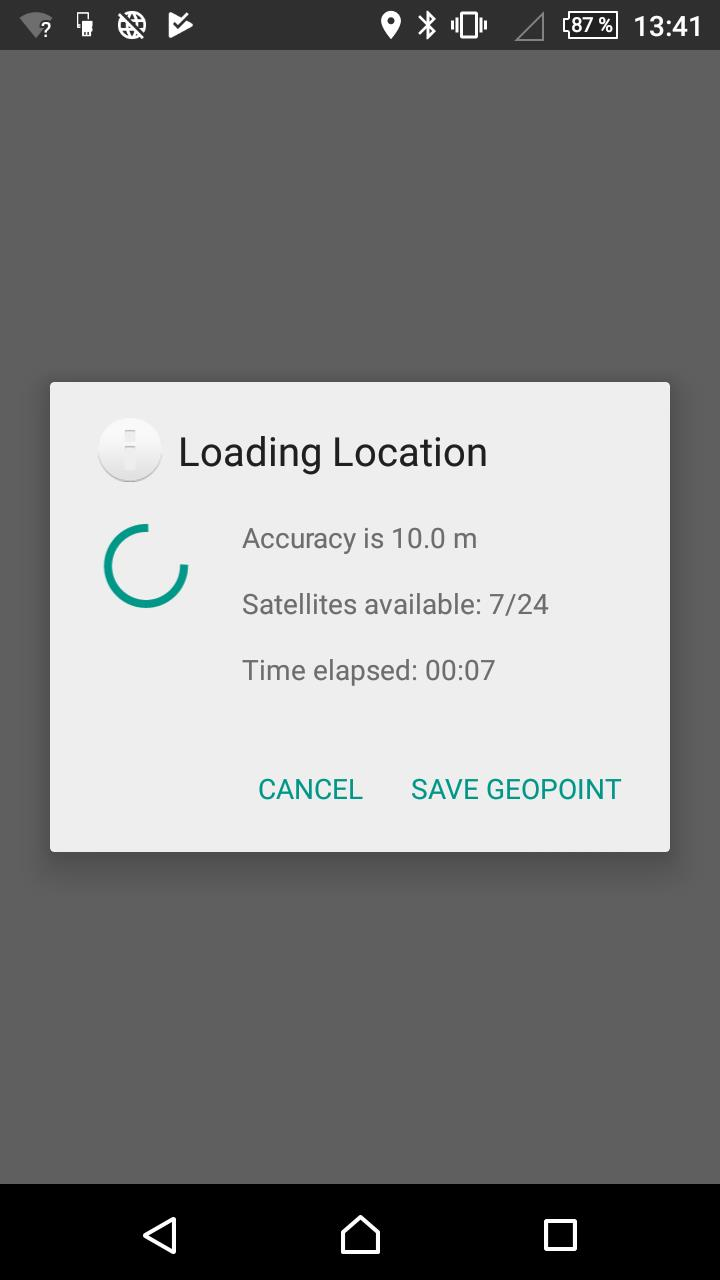 87 % 13:41
Loading Location
Accuracy is 10.0 m
Satellites available: 7/24
Time elapsed: 00:07
CANCEL SAVE GEOPOINT